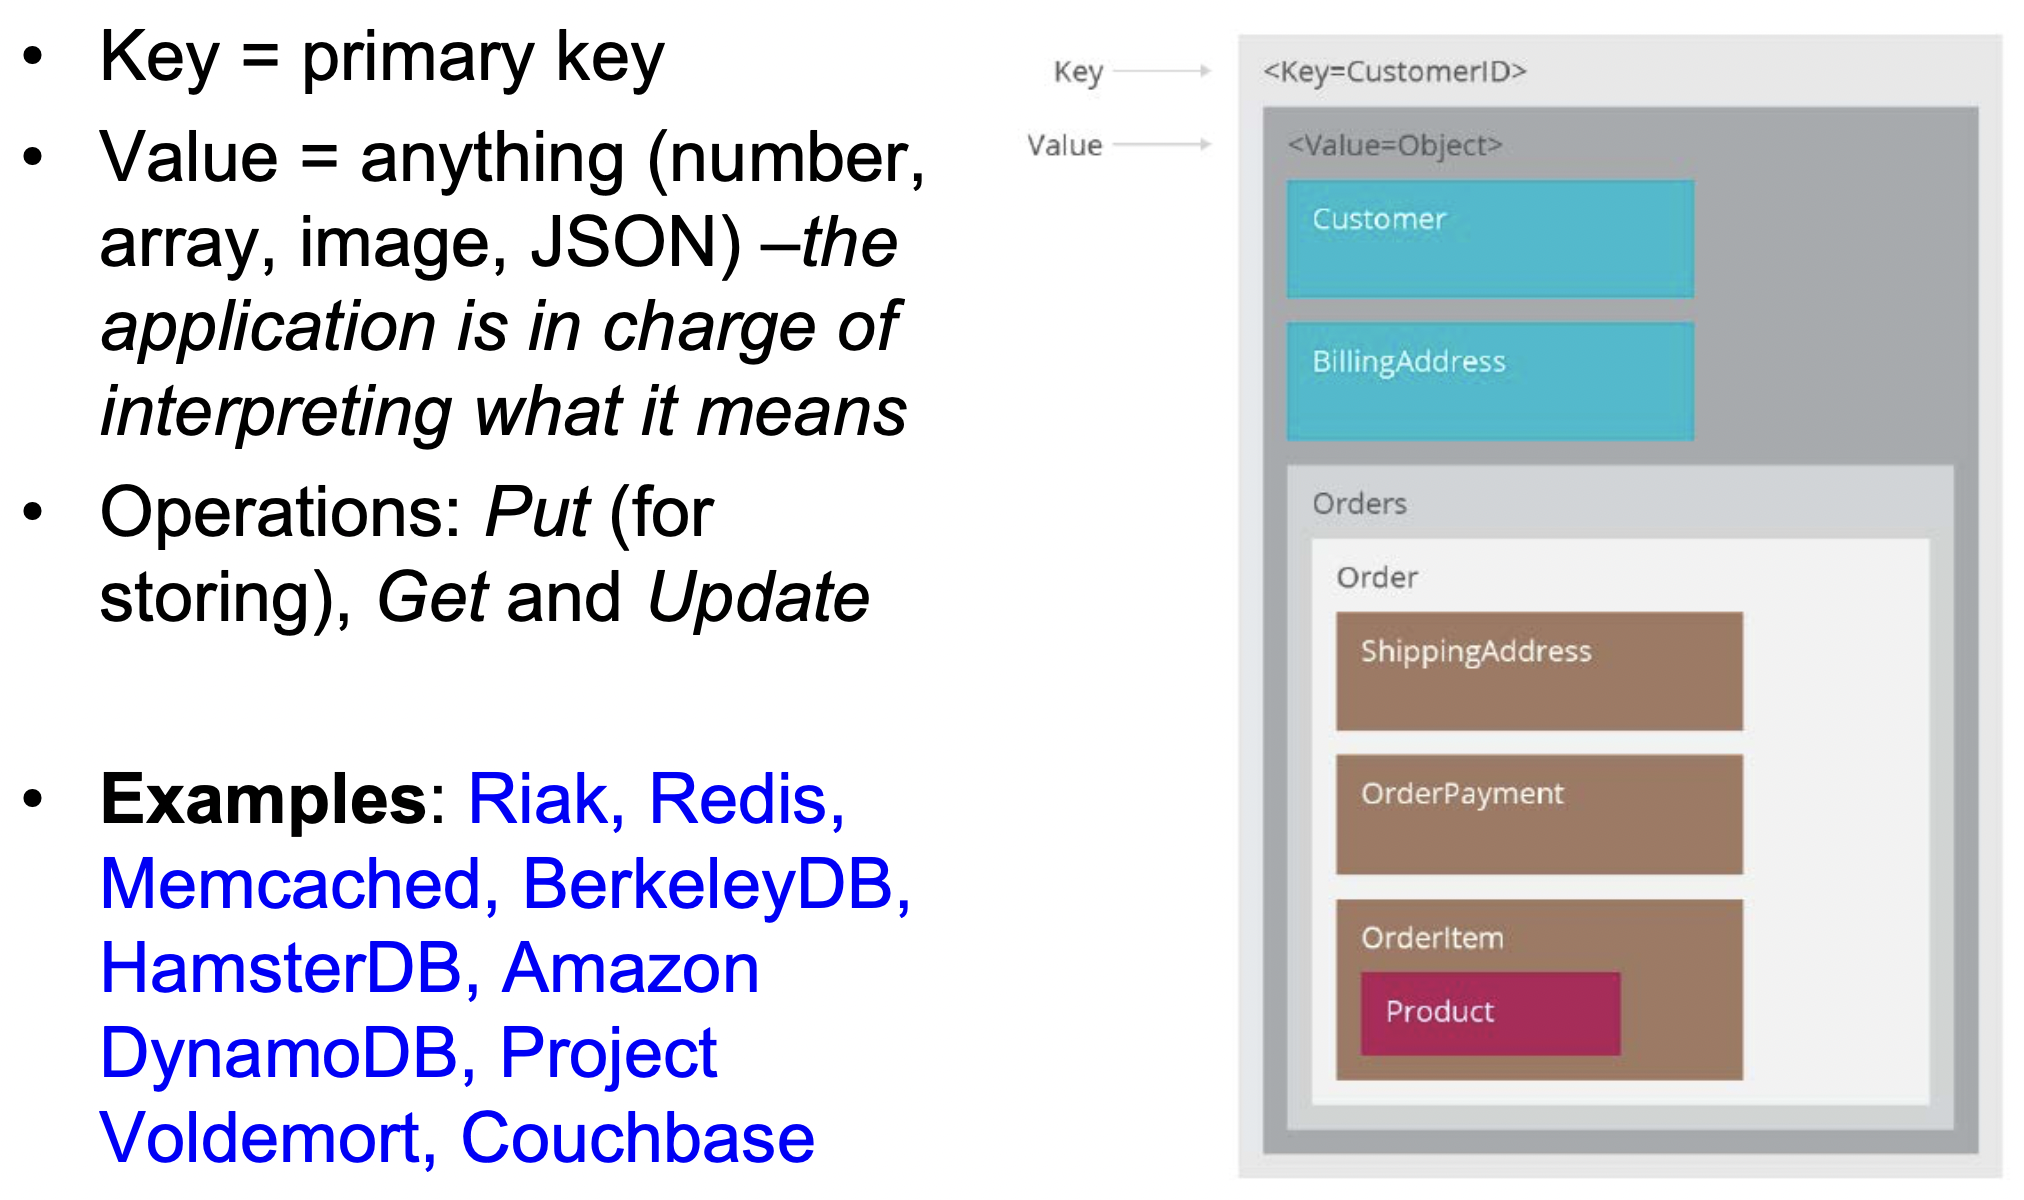 • Key = primary key
• Value = anything (number,
array, image, JSON) –the
application is in charge of
interpreting what it means
• Operations: Put (for
storing), Get and Update
• Examples: Riak, Redis,
Memcached, BerkeleyDB,
HamsterDB, Amazon
DynamoDB, Project
Voldemort, Couchbase
Key
<Key=CustomerID>
Value
<Value=Object>
Customer
BillingAddress
Orders
Order
ShippingAddress
OrderPayment
OrderItem
Product